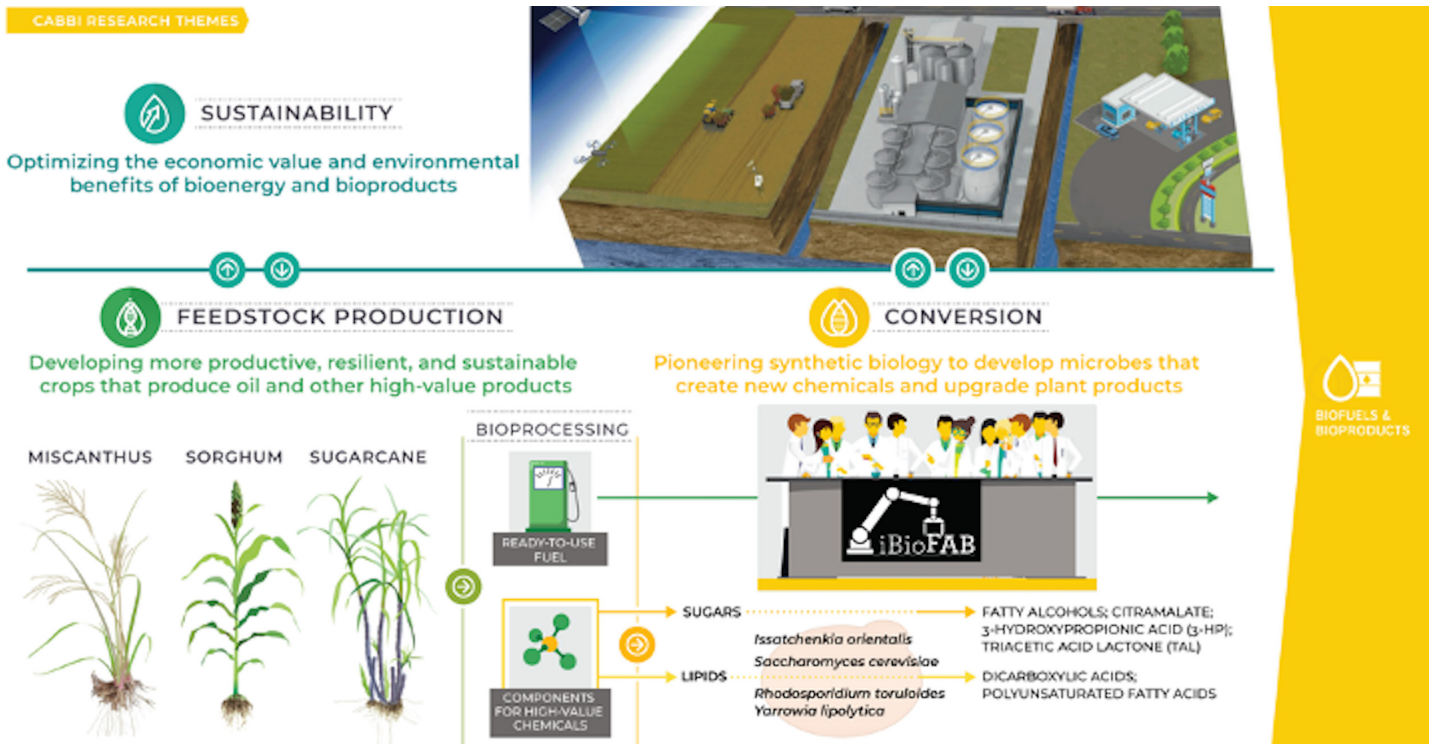 CABBI RESEARCH THEMES
SUSTAINABILITY
Optimizing the economic value and environmental
benefits of bioenergy and bioproducts
FEEDSTOCK PRODUCTION
Developing more productive, resilient, and sustainable
crops that produce oil and other high-value products
MISCANTHUS
SORGHUM
SUGARCANE
BIOPROCESSING
READY-TO-USE
FUEL
COMPONENTS
FOR HIGH-VALUE
CHEMICALS
CONVERSION
Pioneering synthetic biology to develop microbes that
create new chemicals and upgrade plant products
iBioFAB
SUGARS
FATTY ALCOHOLS; CITRAMALATE;
3-HYDROXYPROPIONIC ACID (3-HP);
TRIACETIC ACID LACTONE (TAL)
Issatchenkia orientalis
Saccharomyces cerevisiae
LIPIDS
DICARBOXYLIC ACIDS;
POLYUNSATURATED FATTY ACIDS
Rhodosporidium toruloides
Yarrowia lipolytica
BIOFUELS &
BIOPRODUCTS